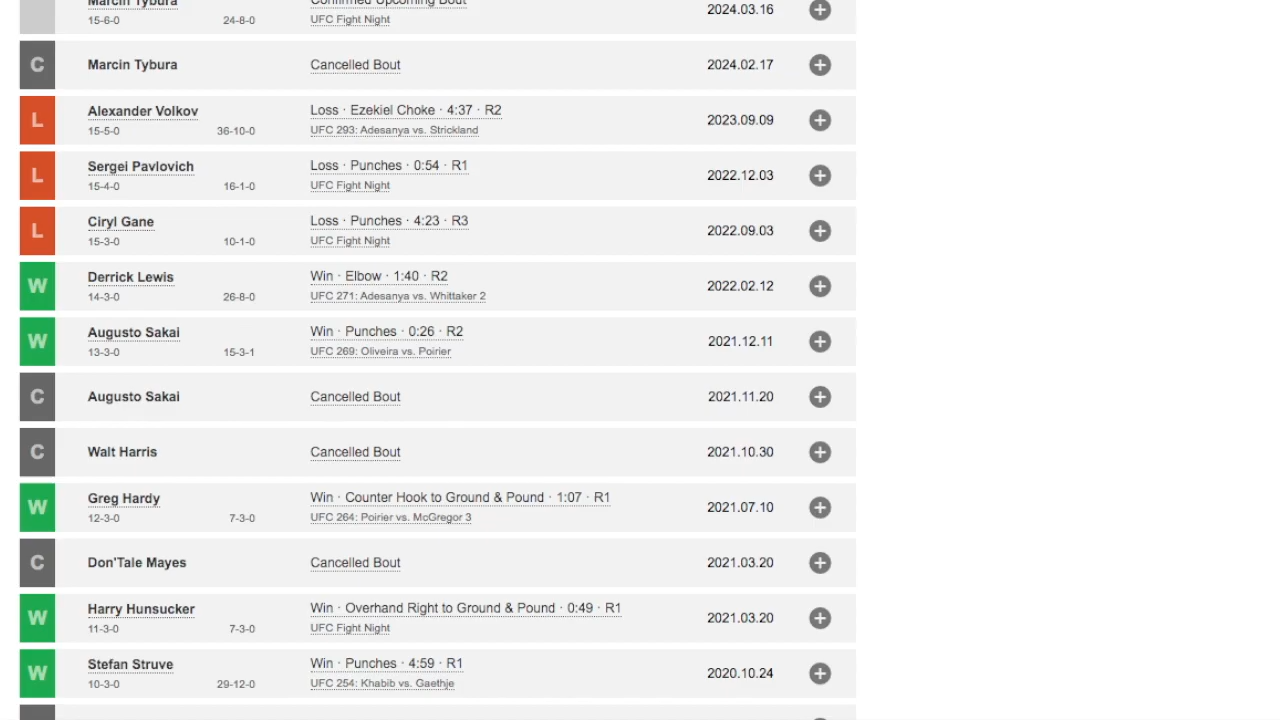 Marcin Tybura Confirmed Upcoming Bout
15-6-0 24-8-0 UFC Fight Night 2024.03.16
C Marcin Tybura Cancelled Bout 2024.02.17
Alexander Volkov Loss · Ezekiel Choke · 4:37 · R2
L 15-5-0 36-10-0 UFC 293: Adesanya vs. Strickland 2023.09.09
Sergei Pavlovich Loss · Punches · 0:54 · R1
L 15-4-0 16-1-0 UFC Fight Night 2022.12.03
Ciryl Gane Loss · Punches · 4:23 · R3
L 15-3-0 10-1-0 UFC Fight Night 2022.09.03
Derrick Lewis Win · Elbow · 1:40 · R2
W 14-3-0 26-8-0 UFC 271: Adesanya vs. Whittaker 2 2022.02.12
Augusto Sakai Win · Punches · 0:26 · R2
W 13-3-0 15-3-1 UFC 269: Oliveira vs. Poirier 2021.12.11
C Augusto Sakai Cancelled Bout 2021.11.20
C Walt Harris Cancelled Bout 2021.10.30
Greg Hardy Win · Counter Hook to Ground & Pound · 1:07 · R1
W 12-3-0 7-3-0 UFC 264: Poirier vs. McGregor 3 2021.07.10
C Don'Tale Mayes Cancelled Bout 2021.03.20
Harry Hunsucker Win · Overhand Right to Ground & Pound · 0:49 · R1
W 11-3-0 7-3-0 UFC Fight Night 2021.03.20
Stefan Struve Win · Punches · 4:59 · R1
W 10-3-0 29-12-0 UFC 254: Khabib vs. Gaethje 2020.10.24